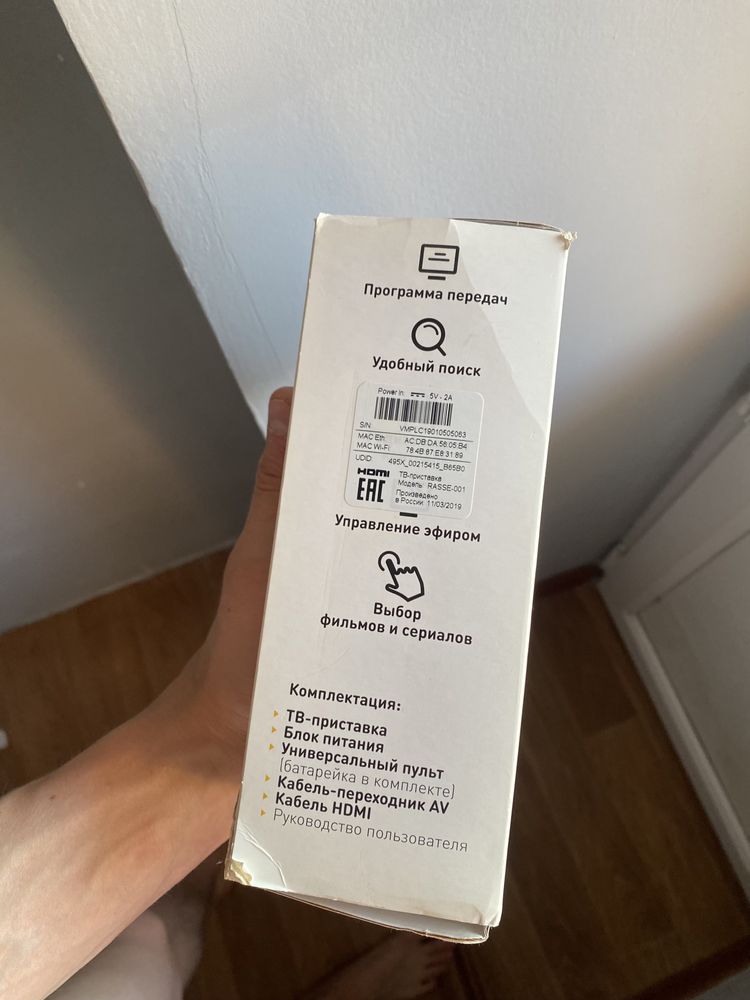 Программа передач
Удобный поиск
Power in: 5V - 2A
S/N: VMPLC19010505063
MAC Eth: AC:DB:DA:56:05:B4
MAC Wi-Fi: 78:4B:87:E8:31:89
UDID: 495X_00215415_B65B0
HDMI
EAC
ТВ-приставка
Модель: RASSE-001
Произведено
в России 11/03/2019
Управление эфиром
Выбор
фильмов и сериалов
Комплектация:
ТВ-приставка
Блок питания
Универсальный пульт
(батарейка в комплекте)
Кабель-переходник AV
Кабель HDMI
Руководство пользователя